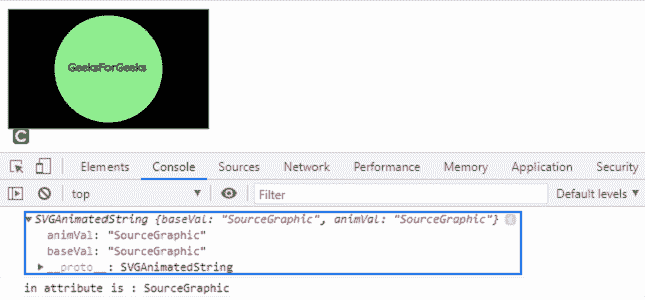 GeeksForGeeks
C
Elements Console Sources Network Performance Memory Application Security
top ▼ Filter Default levels ▼
▼SVGAnimatedString {baseVal: "SourceGraphic", animVal: "SourceGraphic"} i
animVal: "SourceGraphic"
baseVal: "SourceGraphic"
▶ __proto__: SVGAnimatedString
in attribute is : SourceGraphic